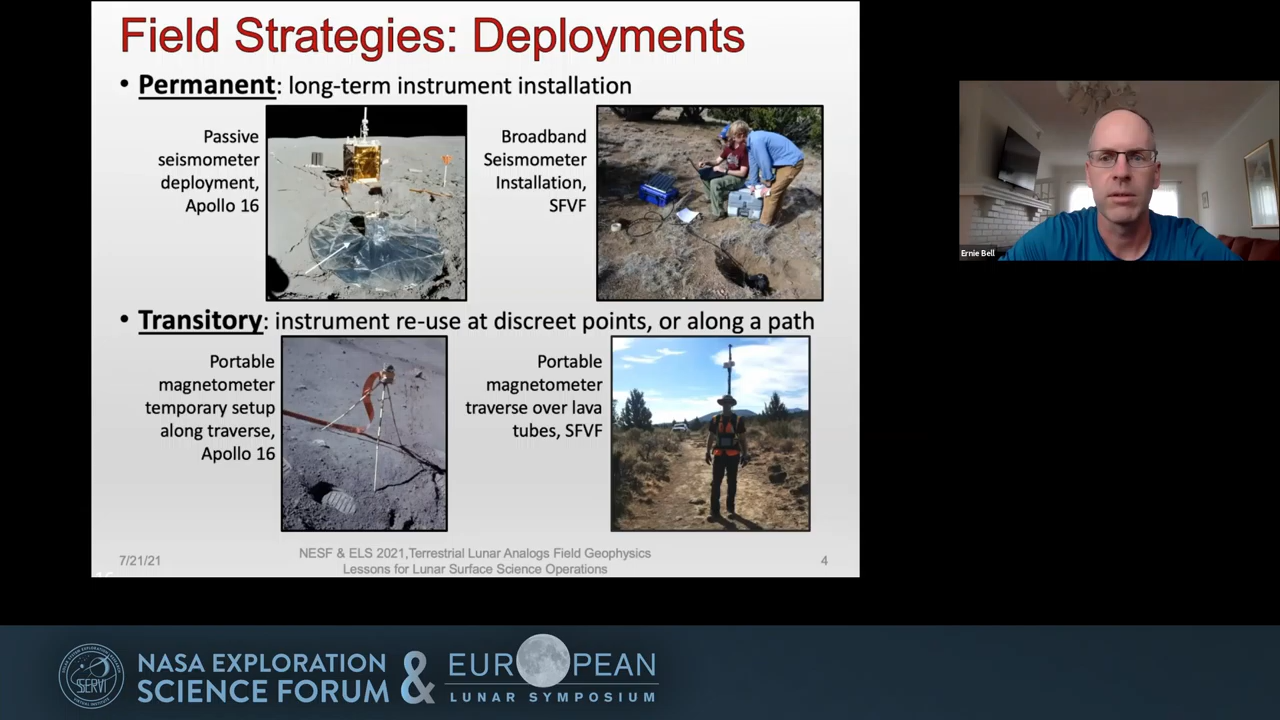 Field Strategies: Deployments
• Permanent: long-term instrument installation
Passive
seismometer
deployment,
Apollo 16
Broadband
Seismometer
Installation,
SFVF
• Transitory: instrument re-use at discreet points, or along a path
Portable
magnetometer
temporary setup
along traverse,
Apollo 16
Portable
magnetometer
traverse over lava
tubes, SFVF
7/21/21
NESF & ELS 2021,Terrestrial Lunar Analogs Field Geophysics
Lessons for Lunar Surface Science Operations
4
Ernie Bell
SSERVI
NASA EXPLORATION
SCIENCE FORUM
&
EUROPEAN
LUNAR SYMPOSIUM